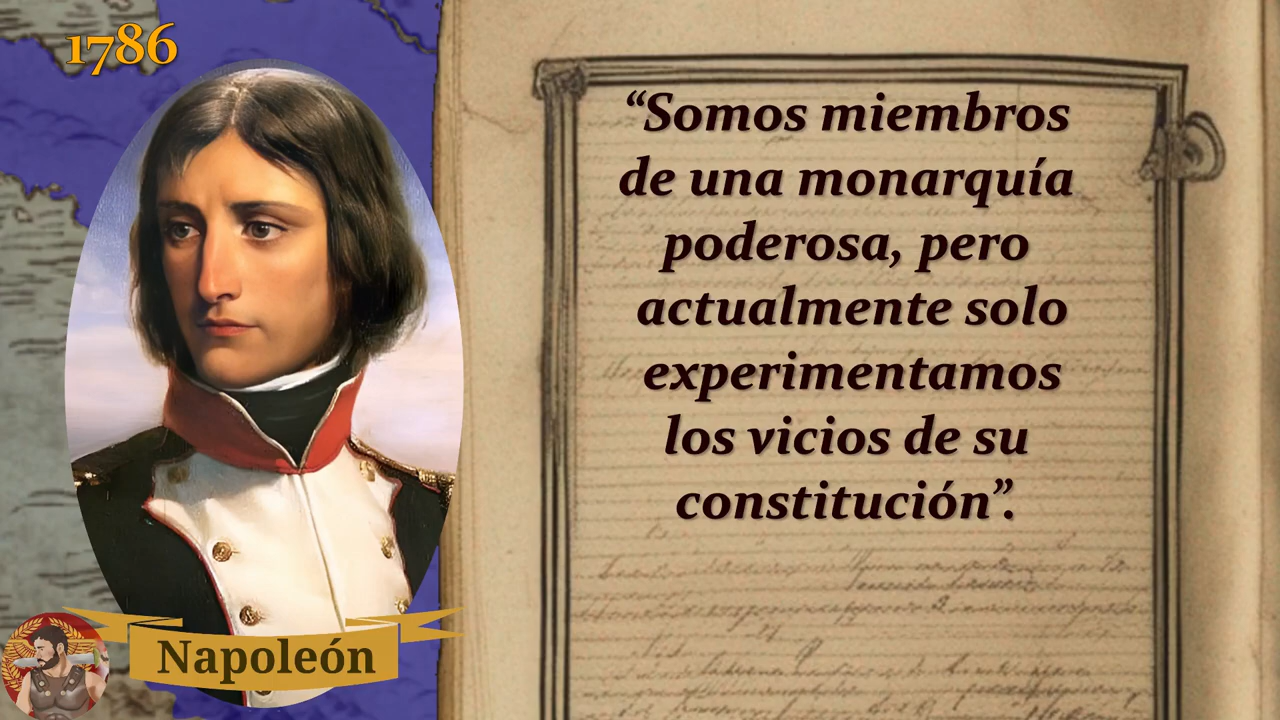 1786
“Somos miembros
de una monarquía
poderosa, pero
actualmente solo
experimentamos
los vicios de su
constitución”.
Napoleón